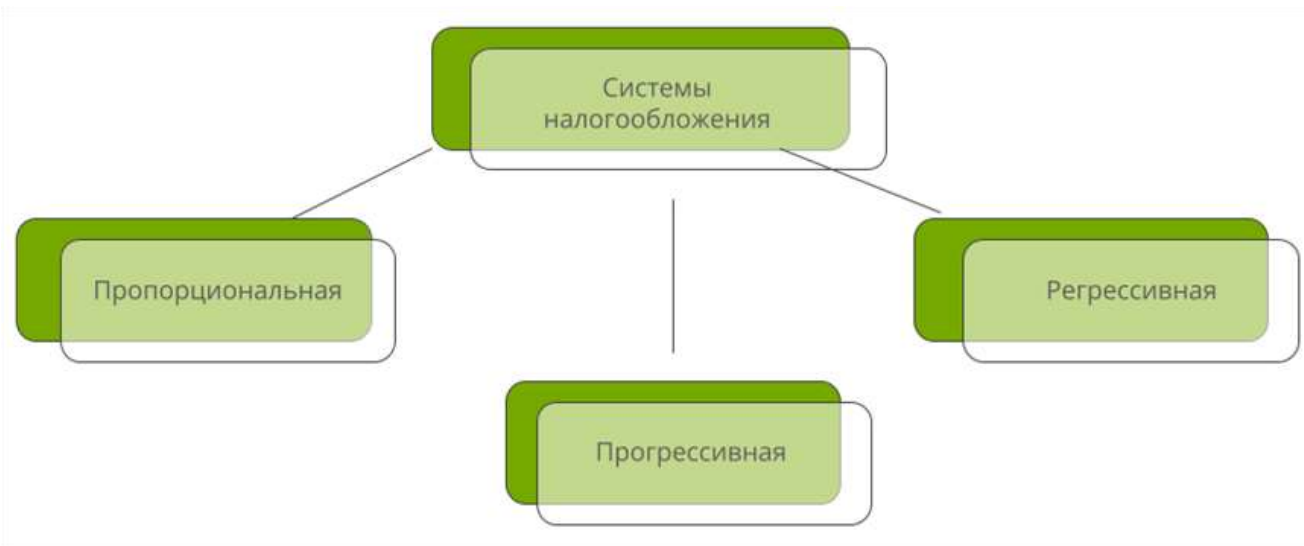 Системы
налогообложения
Пропорциональная
Регрессивная
Прогрессивная